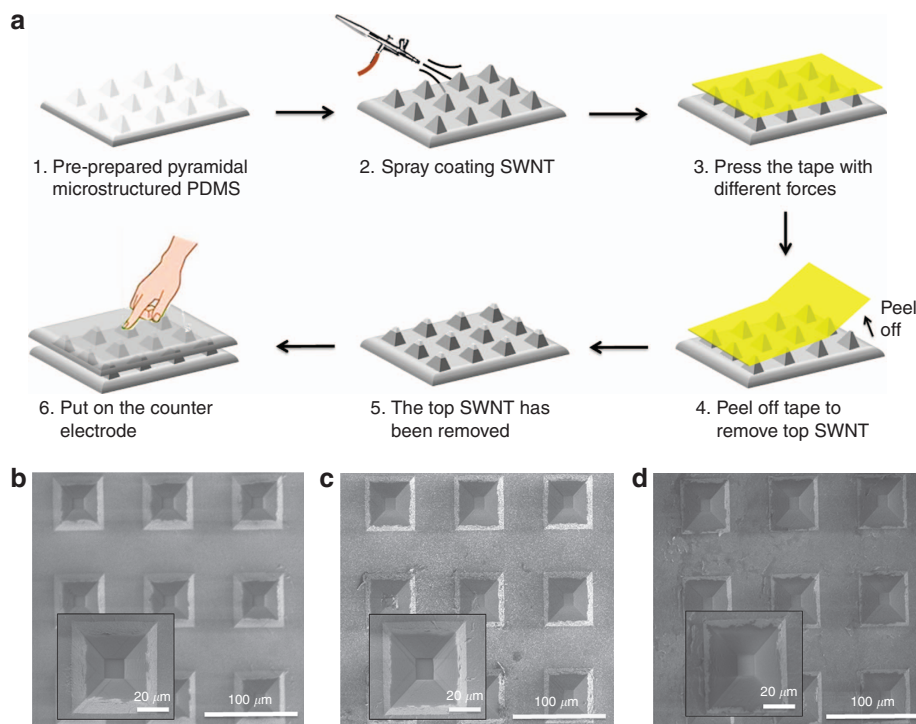 a
1. Pre-prepared pyramidal
microstructured PDMS
2. Spray coating SWNT
3. Press the tape with
different forces
Peel
off
6. Put on the counter
electrode
5. The top SWNT has
been removed
4. Peel off tape to
remove top SWNT
b
c
d
20 μm
100 μm
20 μm
100 μm
20 μm
100 μm